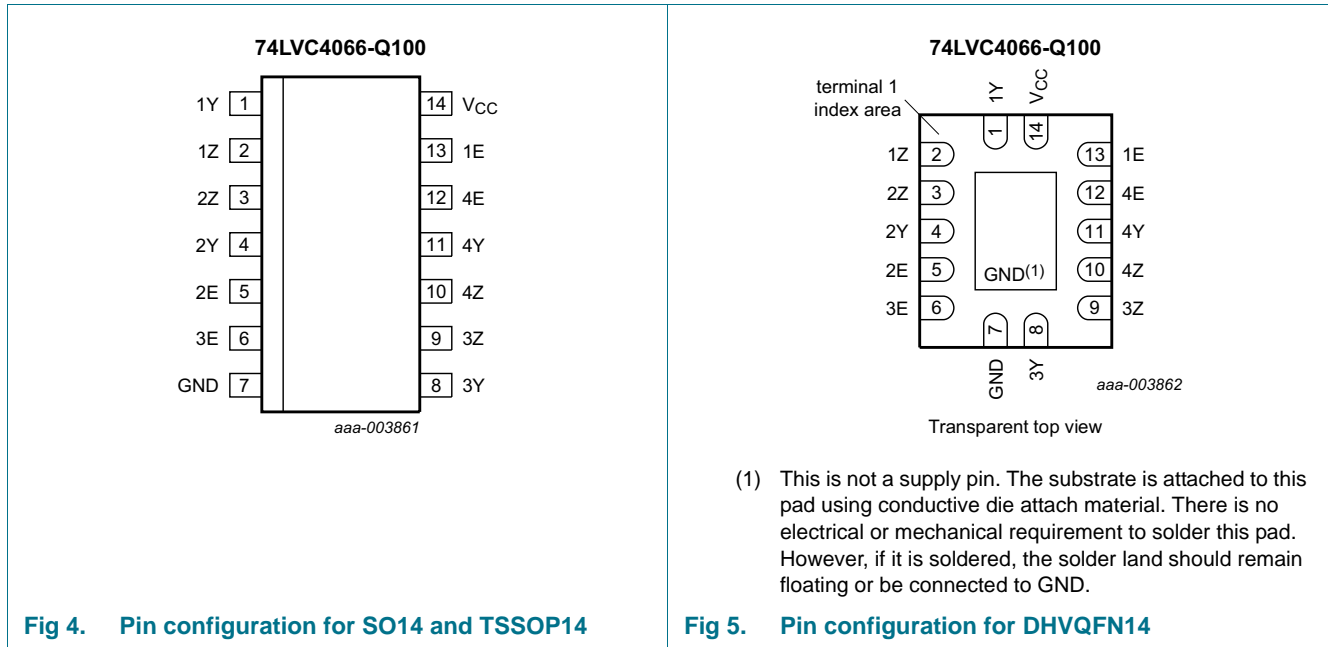 74LVC4066-Q100
1Y 1 14 VCC
1Z 2 13 1E
2Z 3 12 4E
2Y 4 11 4Y
2E 5 10 4Z
3E 6 9 3Z
GND 7 8 3Y
aaa-003861
Fig 4. Pin configuration for SO14 and TSSOP14
74LVC4066-Q100
terminal 1
index area
1Y VCC
1 14
1Z 2 13 1E
2Z 3 12 4E
2Y 4 11 4Y
2E 5 GND(1) 10 4Z
3E 6 9 3Z
7 8
GND 3Y
aaa-003862
Transparent top view
(1) This is not a supply pin. The substrate is attached to this
pad using conductive die attach material. There is no
electrical or mechanical requirement to solder this pad.
However, if it is soldered, the solder land should remain
floating or be connected to GND.
Fig 5. Pin configuration for DHVQFN14